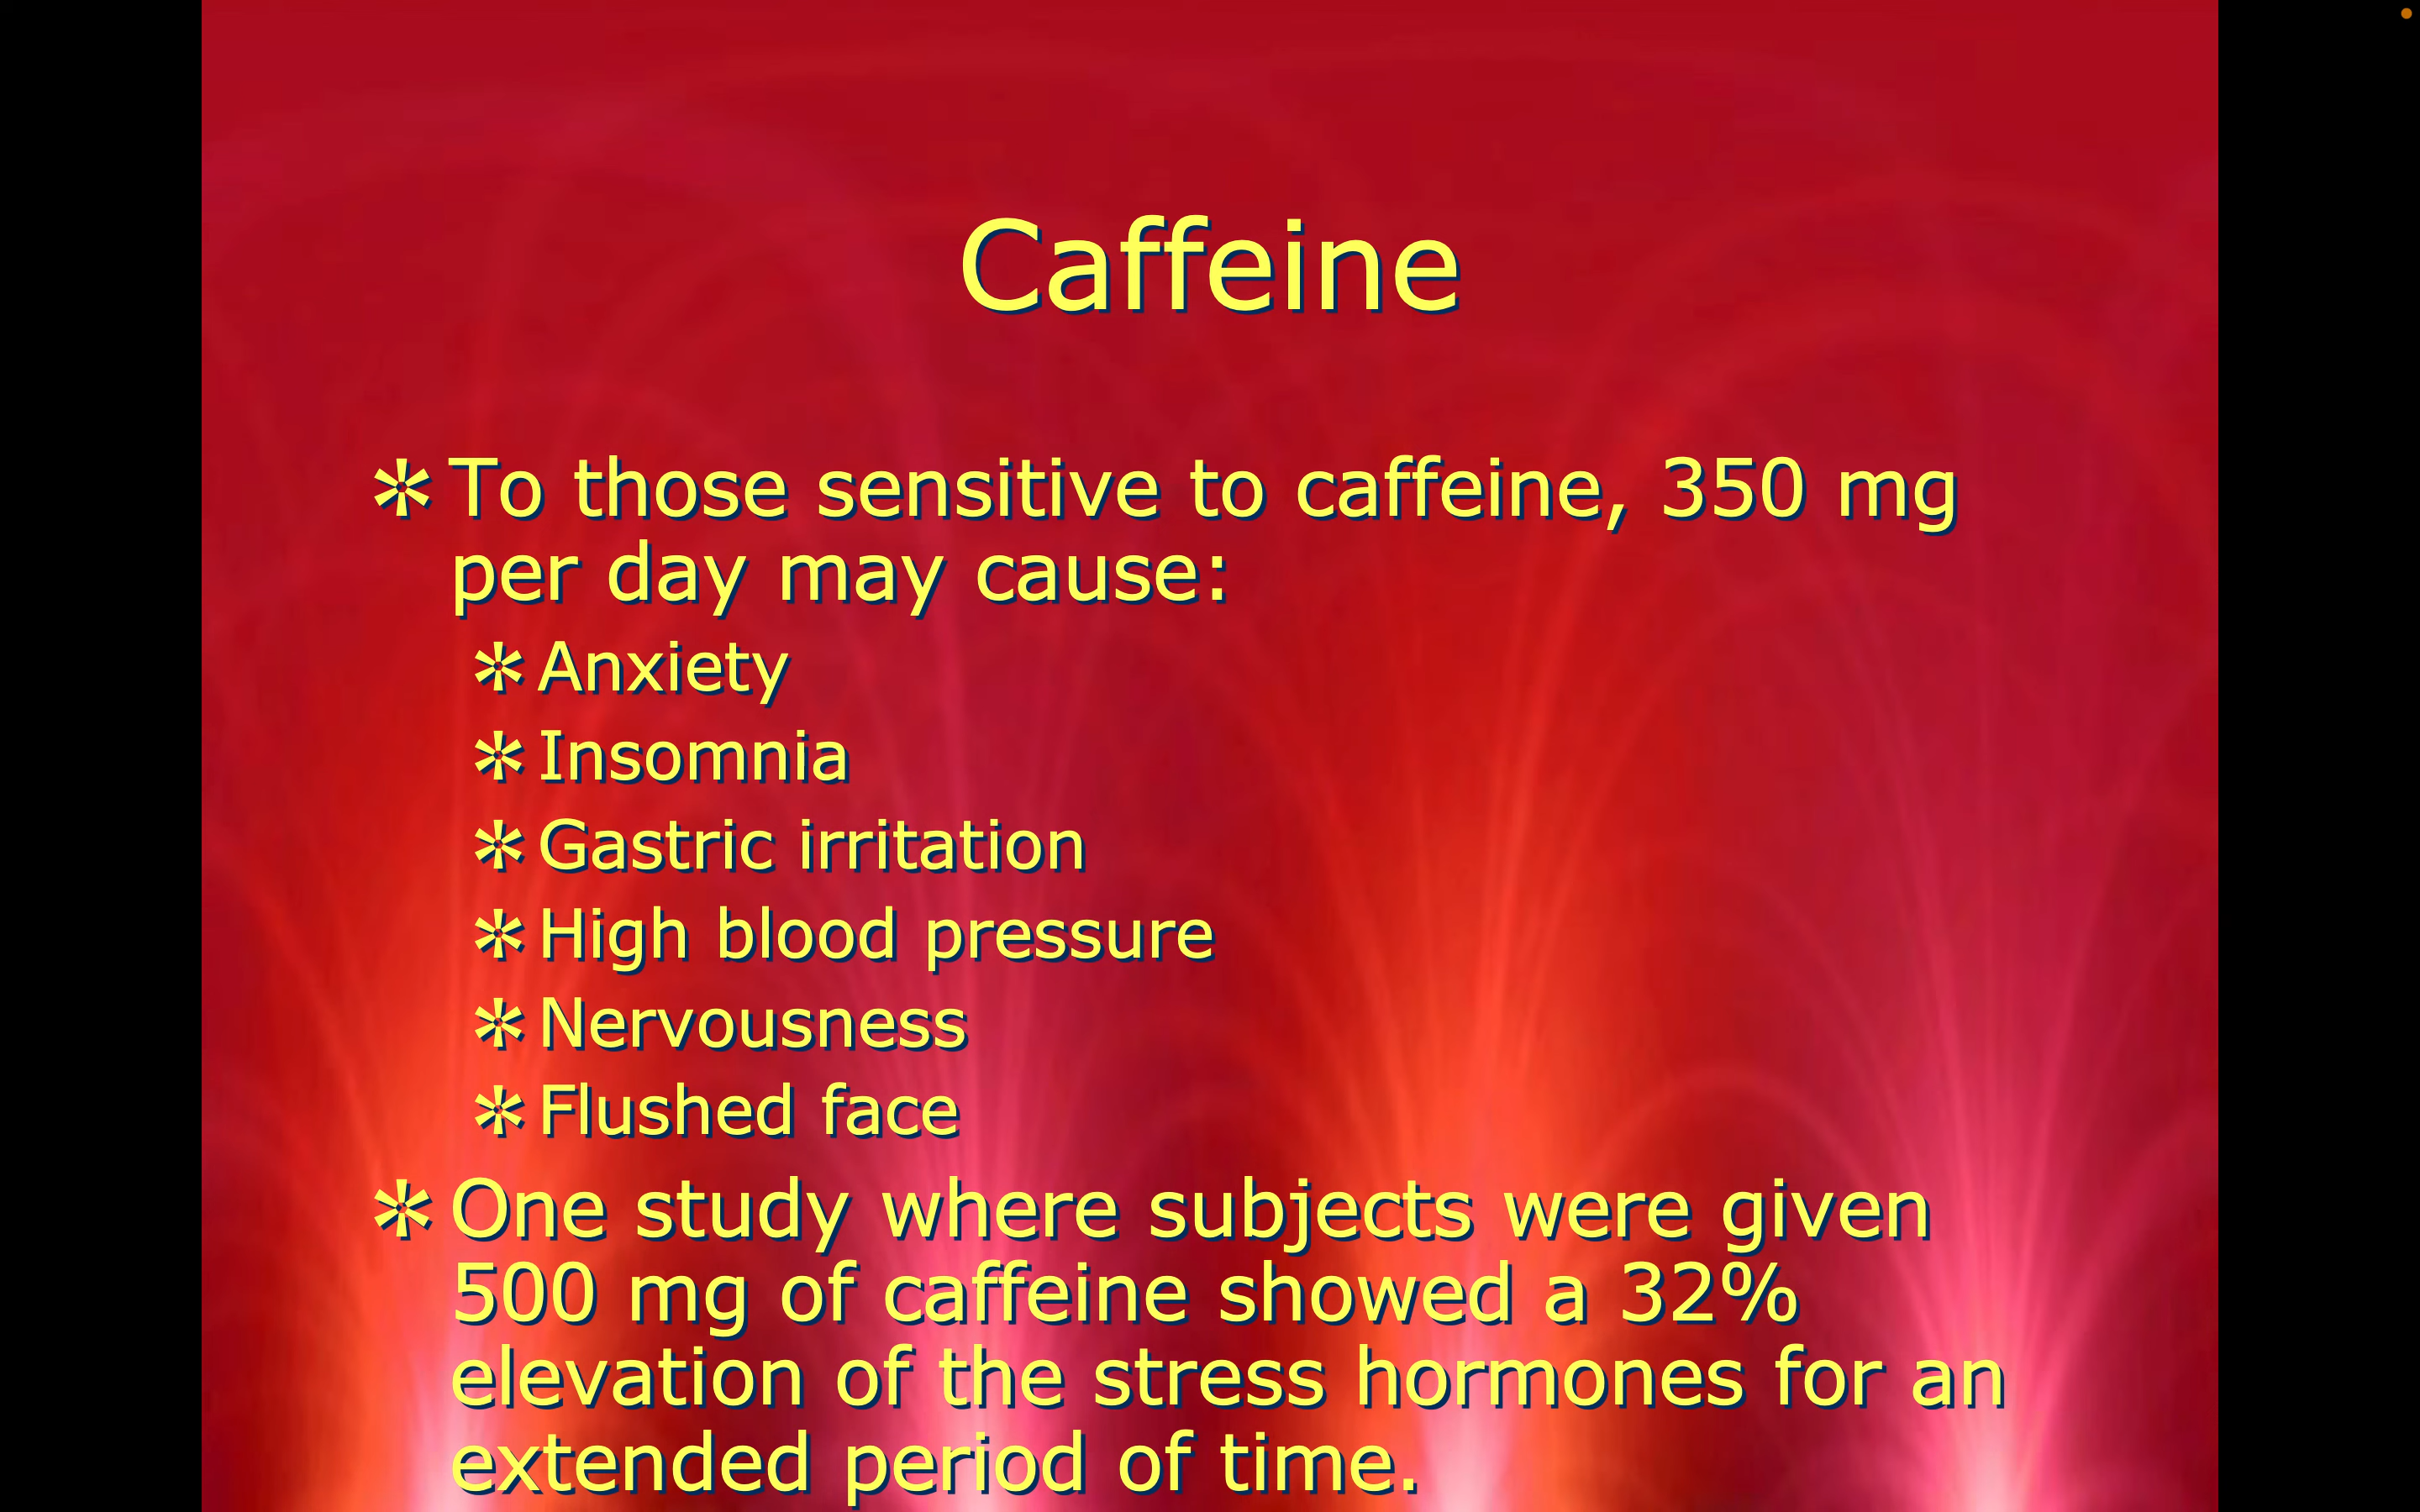 Caffeine
* To those sensitive to caffeine, 350 mg
per day may cause:
* Anxiety
* Insomnia
* Gastric irritation
* High blood pressure
* Nervousness
* Flushed face
* One study where subjects were given
500 mg of caffeine showed a 32%
elevation of the stress hormones for an
extended period of time.